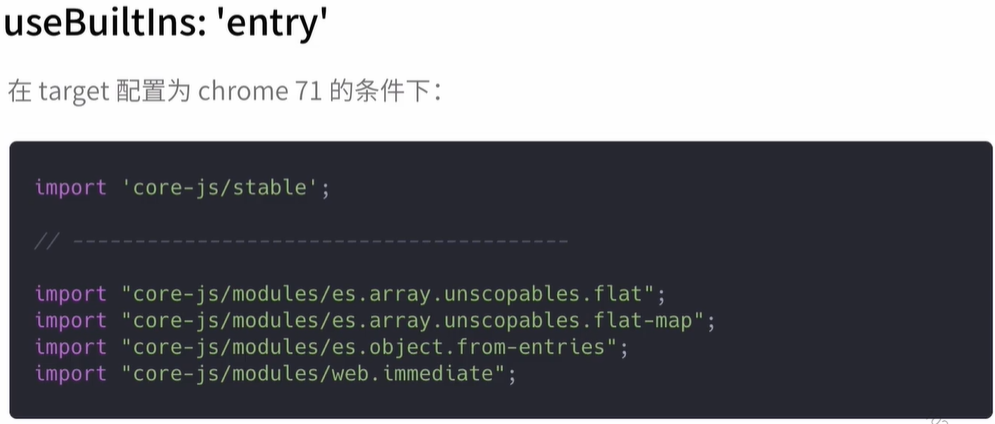 useBuiltIns: 'entry'
在 target 配置为 chrome 71 的条件下：
import 'core-js/stable';
// ----------------------------------------
import "core-js/modules/es.array.unscopables.flat";
import "core-js/modules/es.array.unscopables.flat-map";
import "core-js/modules/es.object.from-entries";
import "core-js/modules/web.immediate";